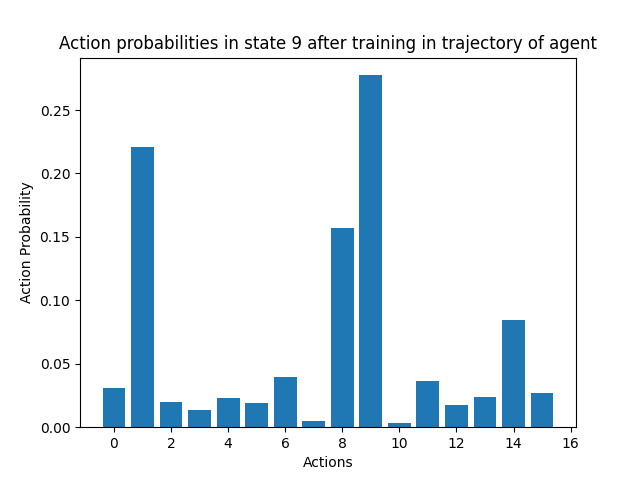 Action probabilities in state 9 after training in trajectory of agent
Action Probability
0.25
0.20
0.15
0.10
0.05
0.00
0 2 4 6 8 10 12 14 16
Actions